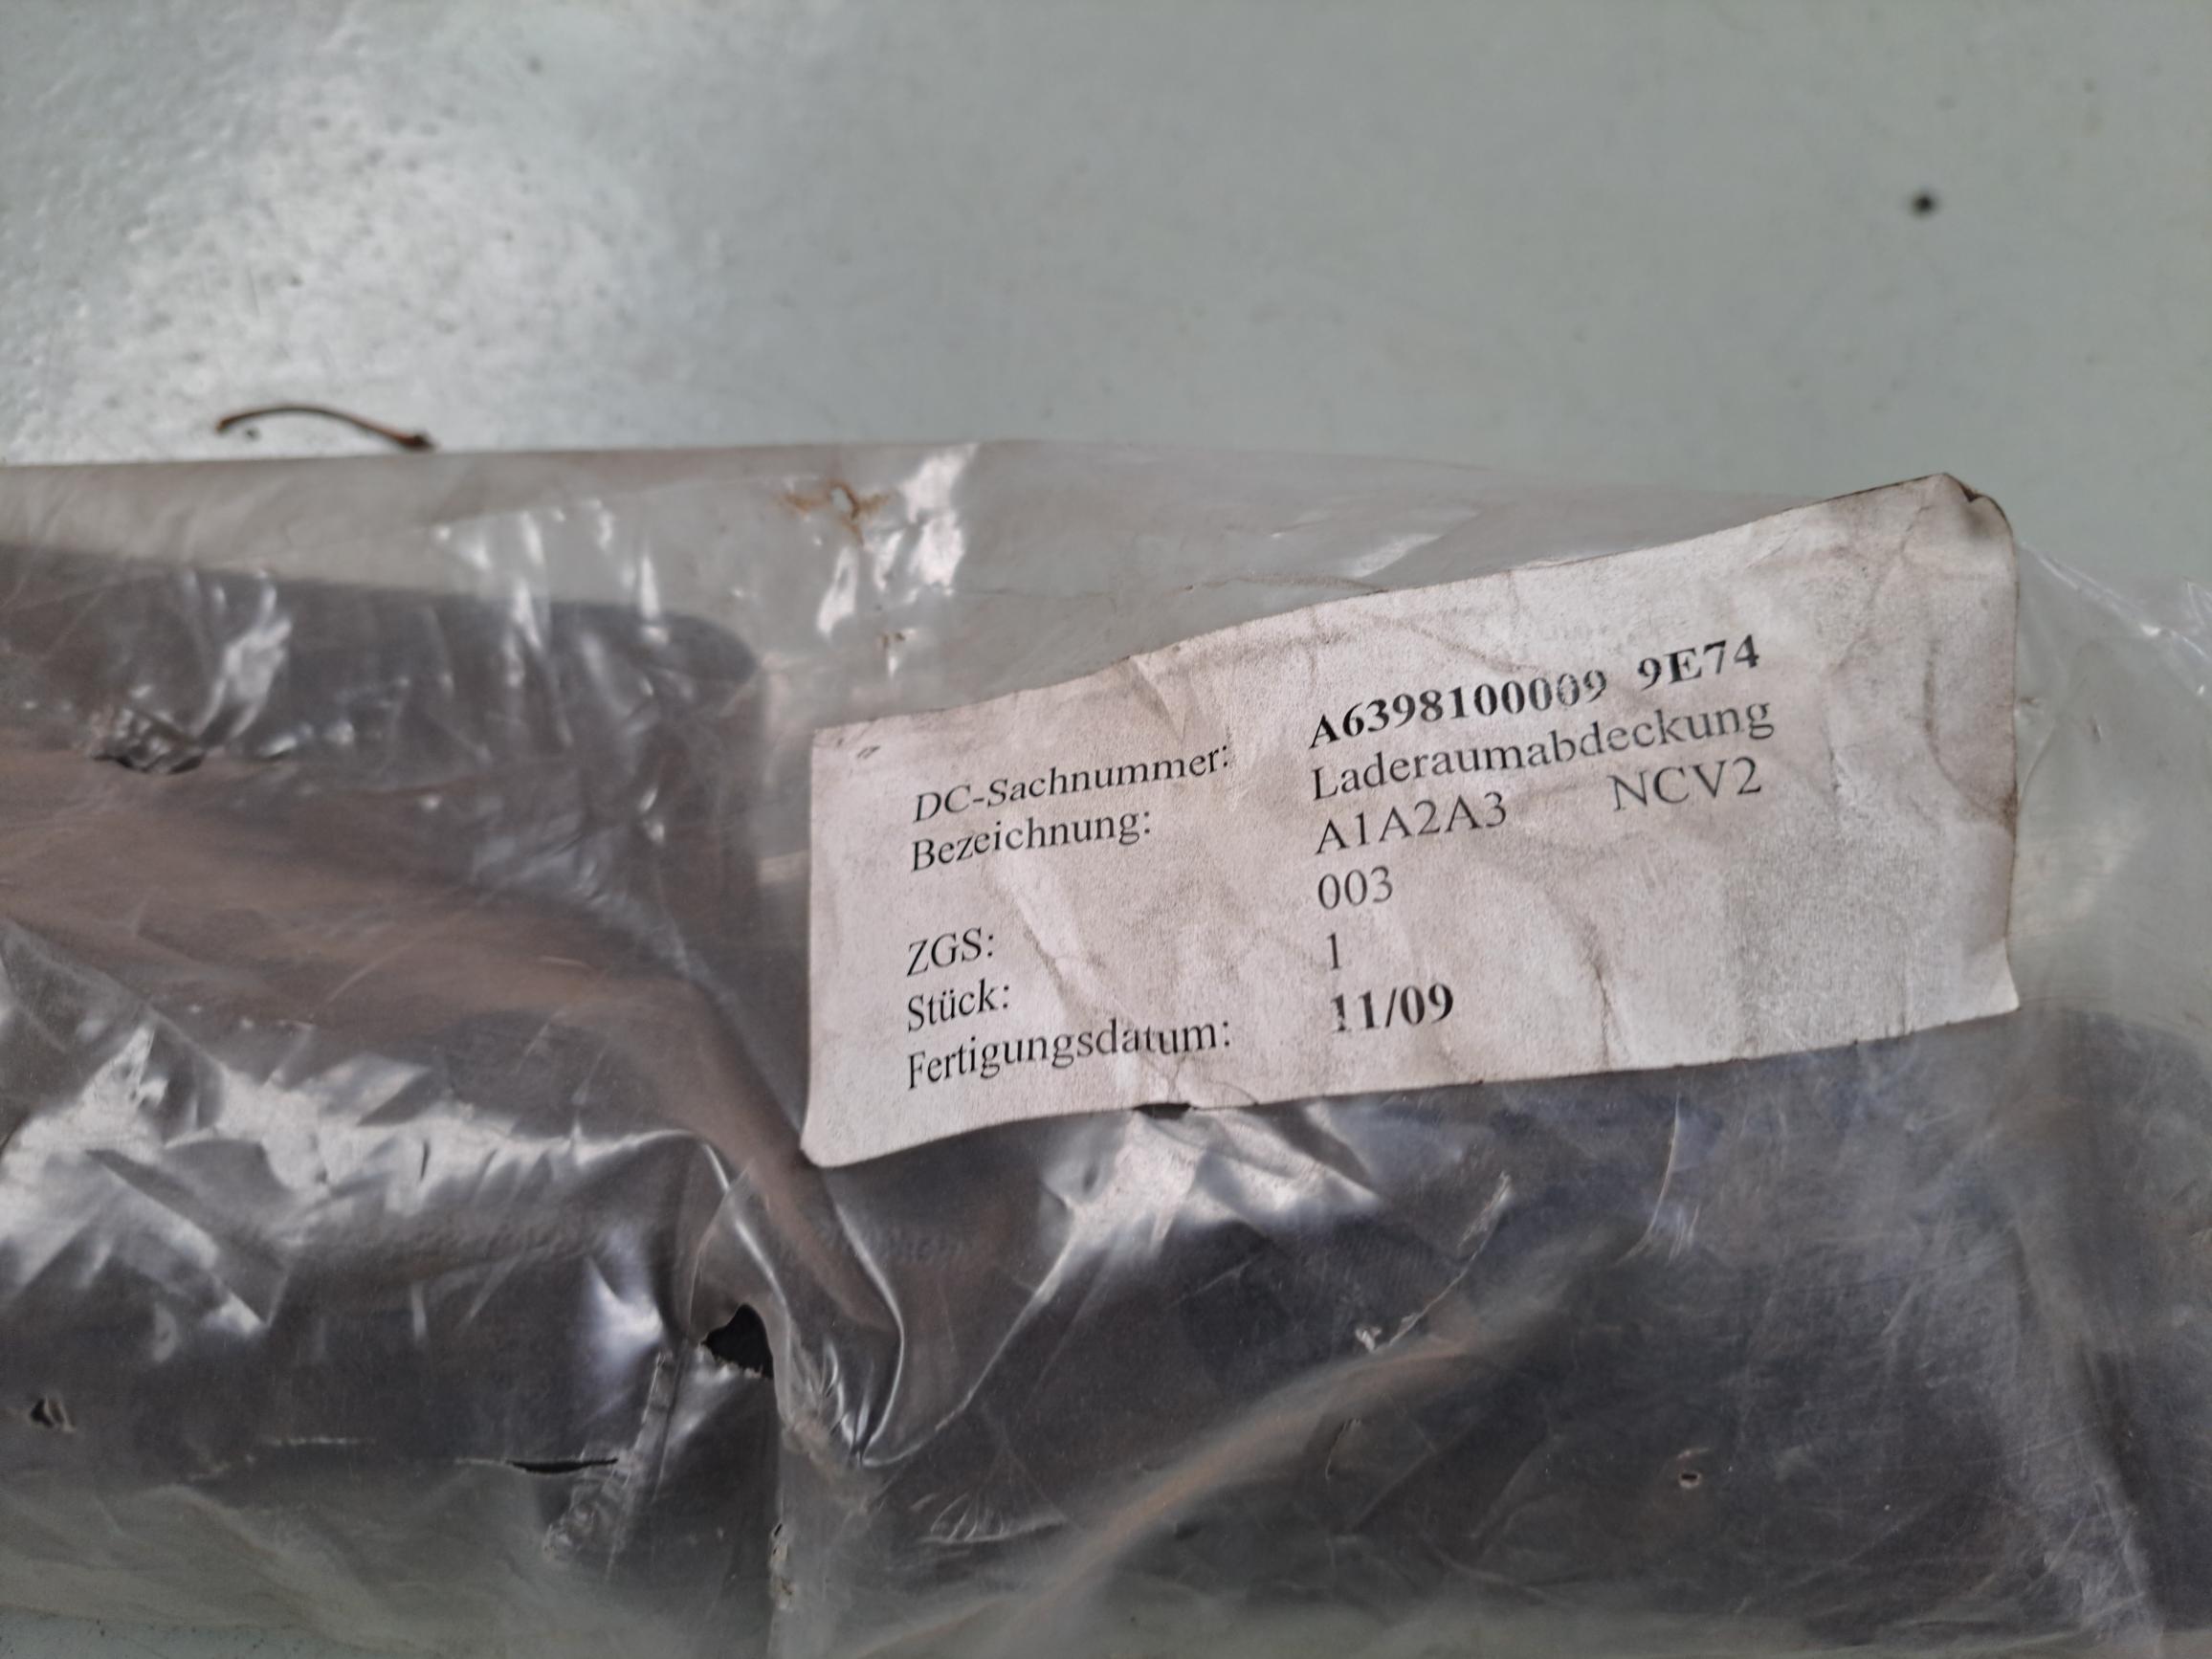 DC-Sachnummer: A6398100009 9E74
Bezeichnung: Laderaumabdeckung
A1A2A3 NCV2
ZGS: 003
Stück: 1
Fertigungsdatum: 11/09